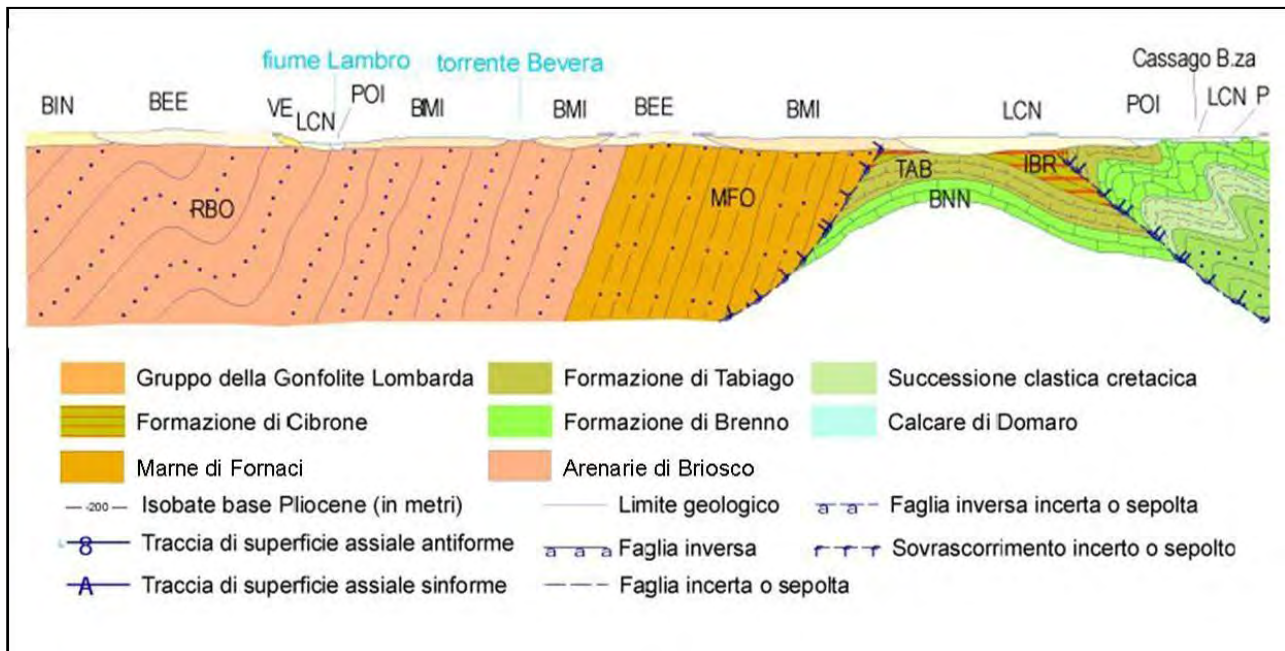 fiume Lambro torrente Bevera Cassago B.za
BIN BEE VE LCN POI BMI BMI BEE BMI LCN POI LCN P
RBO MFO TAB BNN IBR
Gruppo della Gonfolite Lombarda
Formazione di Tabiago
Successione clastica cretacica
Formazione di Cibrone
Formazione di Brenno
Calcare di Domaro
Marne di Fornaci
Arenarie di Briosco
-200 Isobate base Pliocene (in metri)
Limite geologico
a a Faglia inversa incerta o sepolta
8 Traccia di superficie assiale antiforme
a a a Faglia inversa
Sovrascorrimento incerto o sepolto
A Traccia di superficie assiale sinforme
Faglia incerta o sepolta